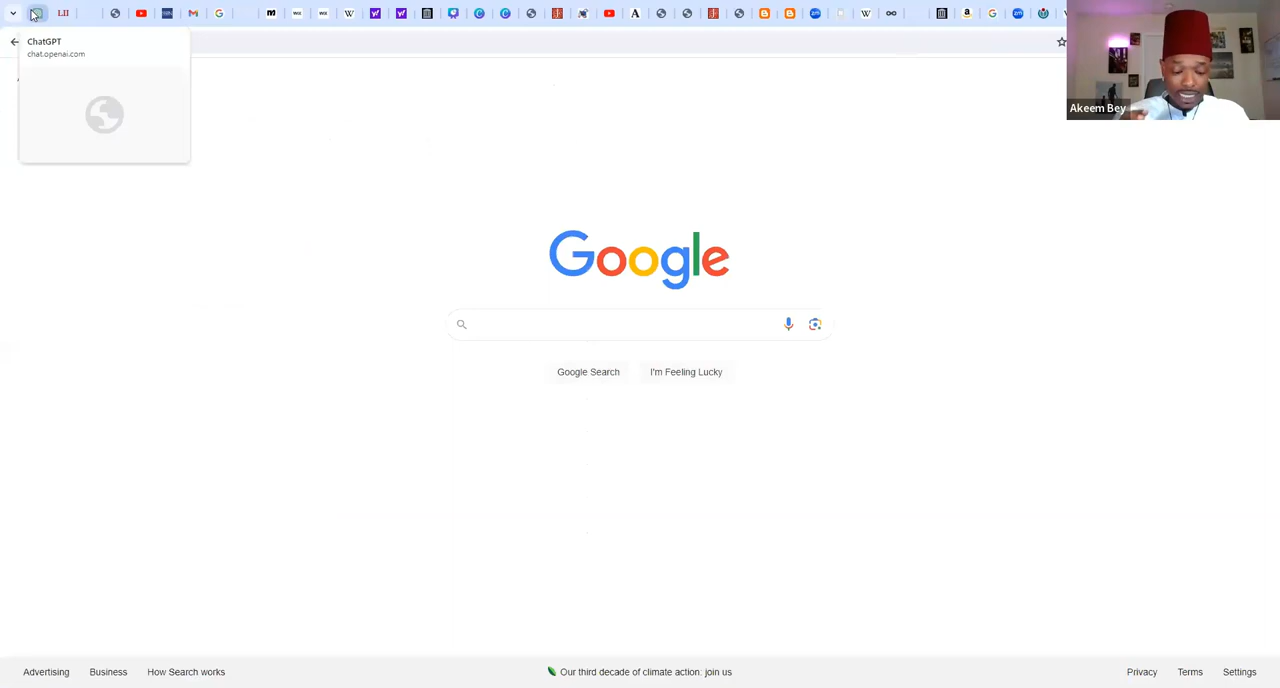 LII
ChatGPT
chat.openai.com
Akeem Bey
Google
Google Search
I'm Feeling Lucky
Advertising
Business
How Search works
Our third decade of climate action: join us
Privacy
Terms
Settings